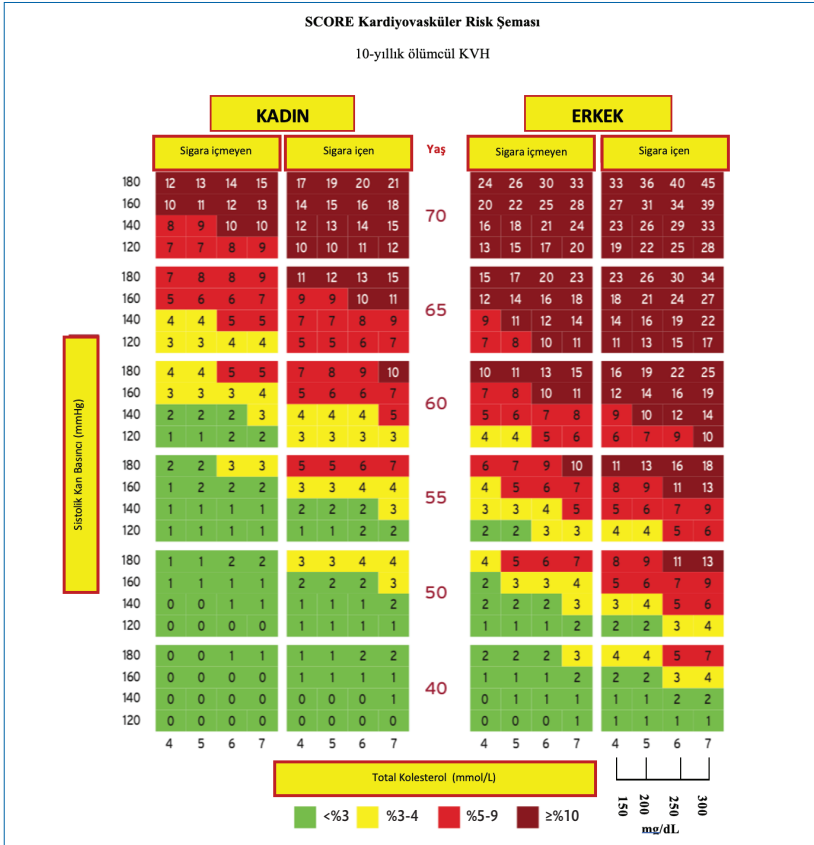 SCORE Kardiyovasküler Risk Şeması
10-yıllık ölümcül KVH
KADIN ERKEK
Sigara içmeyen Sigara içen Yaş Sigara içmeyen Sigara içen
180 12 13 14 15 17 19 20 21 24 26 30 33 33 36 40 45
160 10 11 12 13 14 15 16 18 20 22 25 28 27 31 34 39
70
140 8 9 10 10 12 13 14 15 16 18 21 24 23 26 29 33
120 7 7 8 9 10 10 11 12 13 15 17 20 19 22 25 28
180 7 8 8 9 11 12 13 15 15 17 20 23 23 26 30 34
160 5 6 6 7 9 9 10 11 12 14 16 18 18 21 24 27
65
140 4 4 5 5 7 7 8 9 9 11 12 14 14 16 19 22
120 3 3 4 4 5 5 6 7 7 8 10 11 11 13 15 17
180 4 4 5 5 7 8 9 10 10 11 13 15 16 19 22 25
160 3 3 3 4 5 6 6 7 7 8 10 11 12 14 16 19
60
140 2 2 2 3 4 4 4 5 5 6 7 8 9 10 12 14
120 1 1 2 2 3 3 3 3 4 4 5 6 6 7 9 10
180 2 2 3 3 5 5 6 7 6 7 9 10 11 13 16 18
160 1 2 2 2 3 3 4 4 4 5 6 7 8 9 11 13
55
140 1 1 1 1 2 2 2 3 3 3 4 5 5 6 7 9
120 1 1 1 1 1 1 2 2 2 2 3 3 4 4 5 6
180 1 1 2 2 3 3 4 4 4 5 6 7 8 9 11 13
160 1 1 1 1 2 2 2 3 2 3 3 4 5 6 7 9
50
140 0 0 1 1 1 1 1 2 2 2 2 3 3 4 5 6
120 0 0 0 0 1 1 1 1 1 1 1 2 2 2 3 4
180 0 0 1 1 1 1 2 2 2 2 2 3 4 4 5 7
160 0 0 0 0 1 1 1 1 1 1 1 2 2 2 3 4
40
140 0 0 0 0 0 0 0 1 0 1 1 1 1 1 2 2
120 0 0 0 0 0 0 0 0 0 0 1 1 1 1 1 1
4 5 6 7 4 5 6 7 4 5 6 7 4 5 6 7
Sistolik Kan Basıncı (mmHg)
Total Kolesterol (mmol/L)
150 200 250 300
mg/dL
<%3 %3-4 %5-9 ≥%10